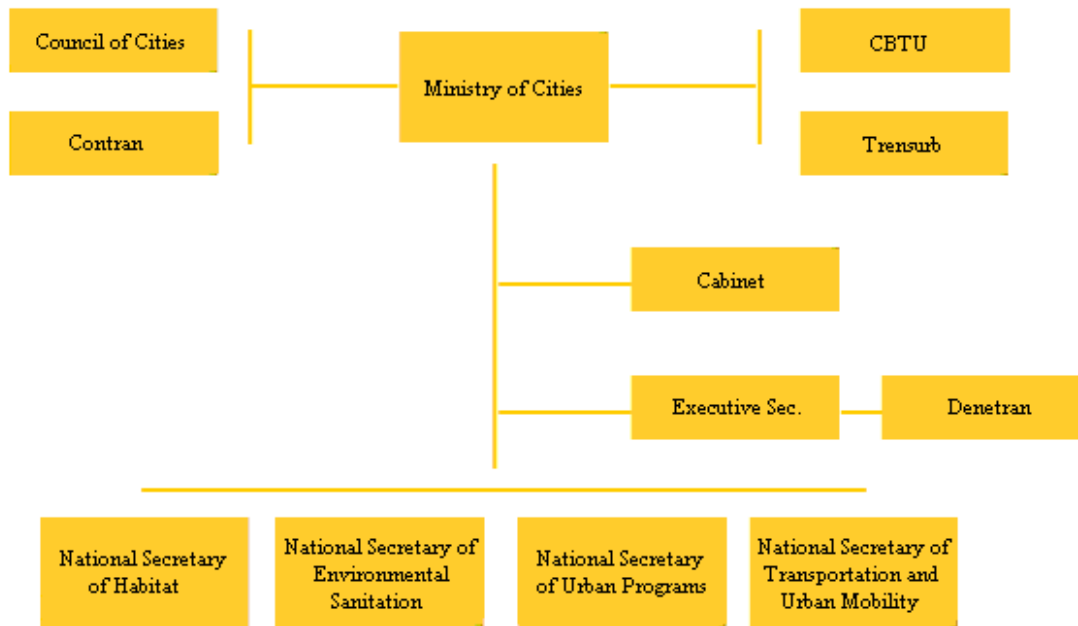 Council of Cities
Ministry of Cities
CBTU
Contran
Trensurb
Cabinet
Executive Sec.
Denetran
National Secretary
of Habitat
National Secretary of
Environmental
Sanitation
National Secretary
of Urban Programs
National Secretary of
Transportation and
Urban Mobility